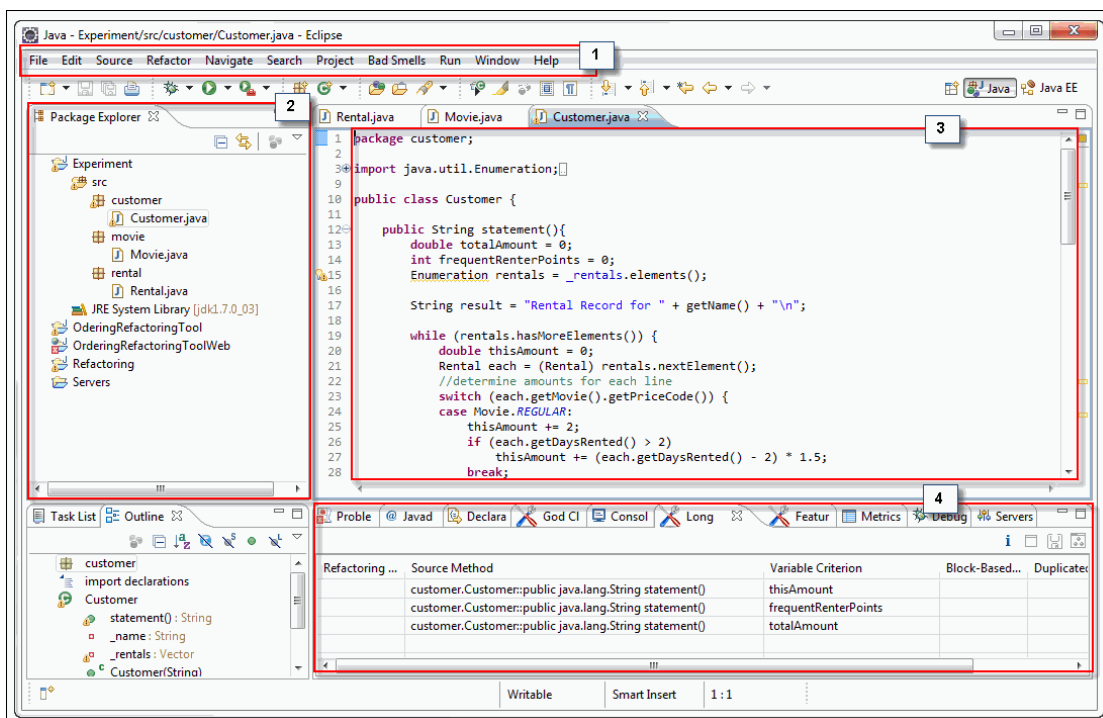 Java - Experiment/src/customer/Customer.java - Eclipse
1
File Edit Source Refactor Navigate Search Project Bad Smells Run Window Help
Java Java EE
2
Package Explorer
Experiment
src
customer
Customer.java
movie
Movie.java
rental
Rental.java
JRE System Library [jdk1.7.0_03]
OderingRefactoringTool
OrderingRefactoringToolWeb
Refactoring
Servers
Rental.java Movie.java Customer.java
3
1 package customer;
2
3 import java.util.Enumeration;
9
10 public class Customer {
11
12 public String statement(){
13 double totalAmount = 0;
14 int frequentRenterPoints = 0;
15 Enumeration rentals = _rentals.elements();
16
17 String result = "Rental Record for " + getName() + "\n";
18
19 while (rentals.hasMoreElements()) {
20 double thisAmount = 0;
21 Rental each = (Rental) rentals.nextElement();
22 //determine amounts for each line
23 switch (each.getMovie().getPriceCode()) {
24 case Movie.REGULAR:
25 thisAmount += 2;
26 if (each.getDaysRented() > 2)
27 thisAmount += (each.getDaysRented() - 2) * 1.5;
28 break;
Task List Outline
customer
import declarations
Customer
statement() : String
_name : String
_rentals : Vector
Customer(String)
4
Proble Javad Declara God Cl Consol Long Featur Metrics Debug Servers
Refactoring ... Source Method Variable Criterion Block-Based... Duplicated
customer.Customer::public java.lang.String statement() thisAmount
customer.Customer::public java.lang.String statement() frequentRenterPoints
customer.Customer::public java.lang.String statement() totalAmount
Writable Smart Insert 1 : 1